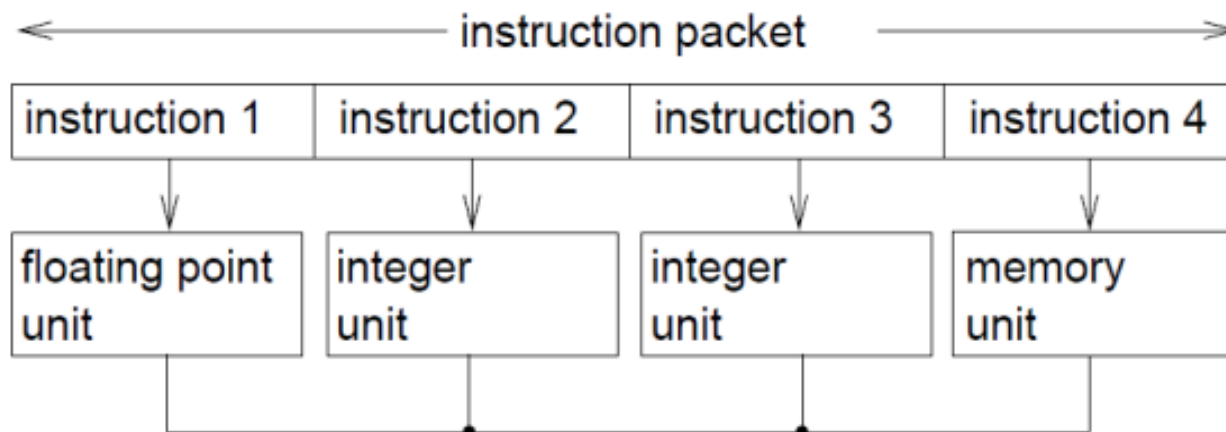 instruction packet
instruction 1 instruction 2 instruction 3 instruction 4
floating point unit
integer unit
integer unit
memory unit